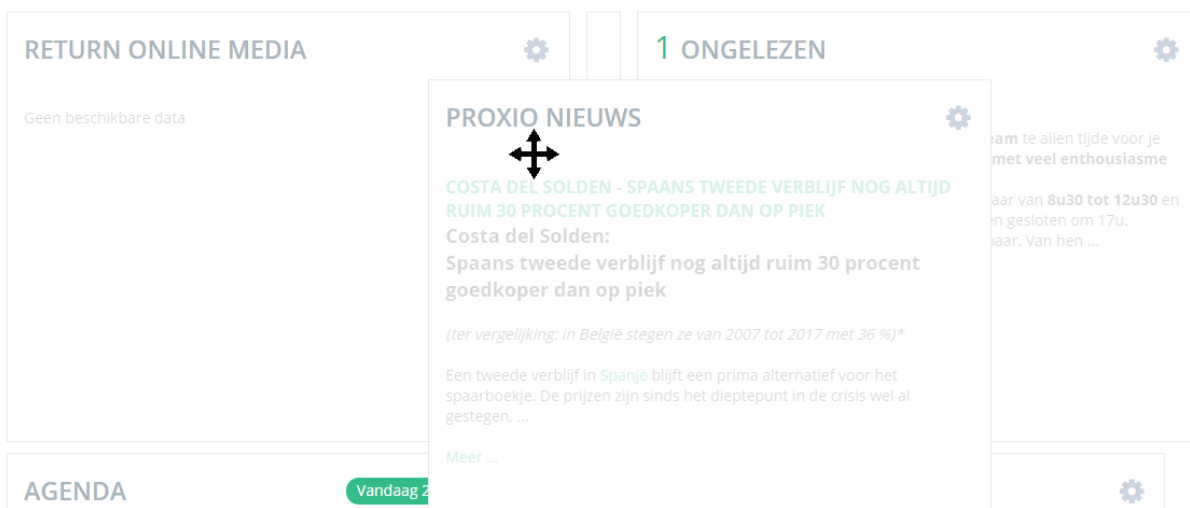 RETURN ONLINE MEDIA
Geen beschikbare data
1 ONGELEZEN
te allen tijde voor je
met veel enthousiasme
van 8u30 tot 12u30 en
gesloten om 17u.
Van hen ...
PROXIO NIEUWS
COSTA DEL SOLDEN - SPAANS TWEEDE VERBLIJF NOG ALTIJD
RUIM 30 PROCENT GOEDKOPER DAN OP PIEK
Costa del Solden:
Spaans tweede verblijf nog altijd ruim 30 procent
goedkoper dan op piek
(ter vergelijking; in België stegen ze van 2007 tot 2017 met 36 %)*
Een tweede verblijf in Spanje blijft een prima alternatief voor het
spaarboekje. De prijzen zijn sinds het dieptepunt in de crisis wel al
gestegen, ...
Meer ...
AGENDA
Vandaag 2